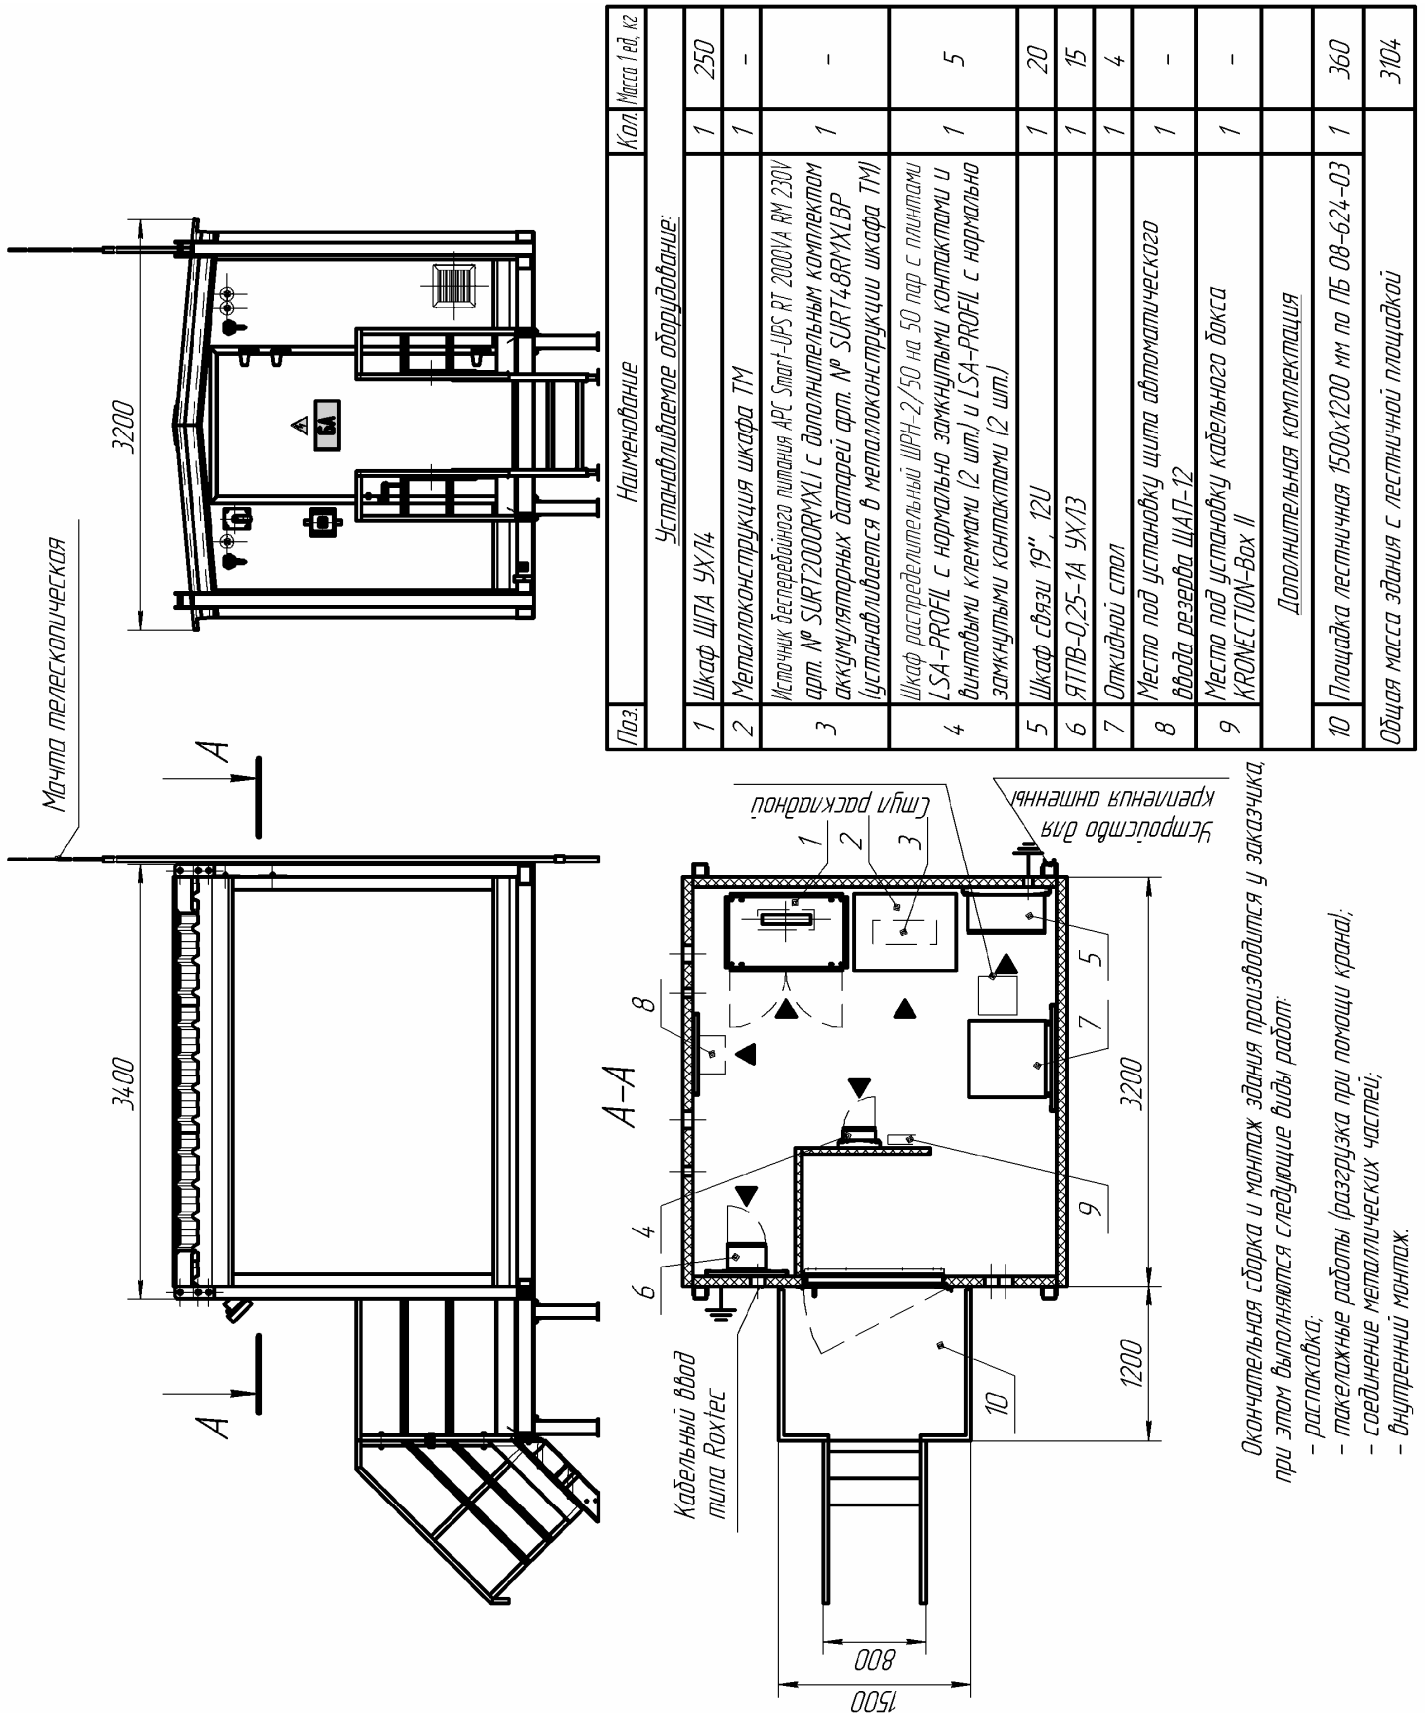 Мачта телескопическая
3400
3200
А
А
БА
А-А
8
4
6
Кабельный ввод
типа Roxtec
1
2
3
Стул раскладной
Устройство для
крепления антенны
5
7
9
10
3200
1200
800
1500
Поз. Наименование Кол. Масса 1 ед, кг
Устанавливаемое оборудование:
1 Шкаф ЩПА УХЛ4 1 250
2 Металлоконструкция шкафа ТМ 1 -
3 Источник бесперебойного питания APC Smart-UPS RT 2000VA RM 230V
арт. № SURT2000RMXLI с дополнительным комплектом
аккумуляторных батарей арт. № SURT48RMXLBP
(устанавливается в металлоконструкции шкафа ТМ) 1 -
4 Шкаф распределительный ШРН-2/50 на 50 пар с плинтами
LSA-PROFIL с нормально замкнутыми контактами и
винтовыми клеммами (2 шт.) и LSA-PROFIL с нормально
замкнутыми контактами (2 шт.) 1 5
5 Шкаф связи 19", 12U 1 20
6 ЯТПВ-0,25-1А УХЛ3 1 15
7 Откидной стол 1 4
8 Место под установку щита автоматического
ввода резерва ЩАП-12 1 -
9 Место под установку кабельного бокса
KRONECTION-Box II 1 -
Дополнительная комплектация
10 Площадка лестничная 1500х1200 мм по ПБ 08-624-03 1 360
Общая масса здания с лестничной площадкой 3104
Окончательная сборка и монтаж здания производится у заказчика,
при этом выполняются следующие виды работ:
- распаковка;
- такелажные работы (разгрузка при помощи крана);
- соединение металлических частей;
- внутренний монтаж.